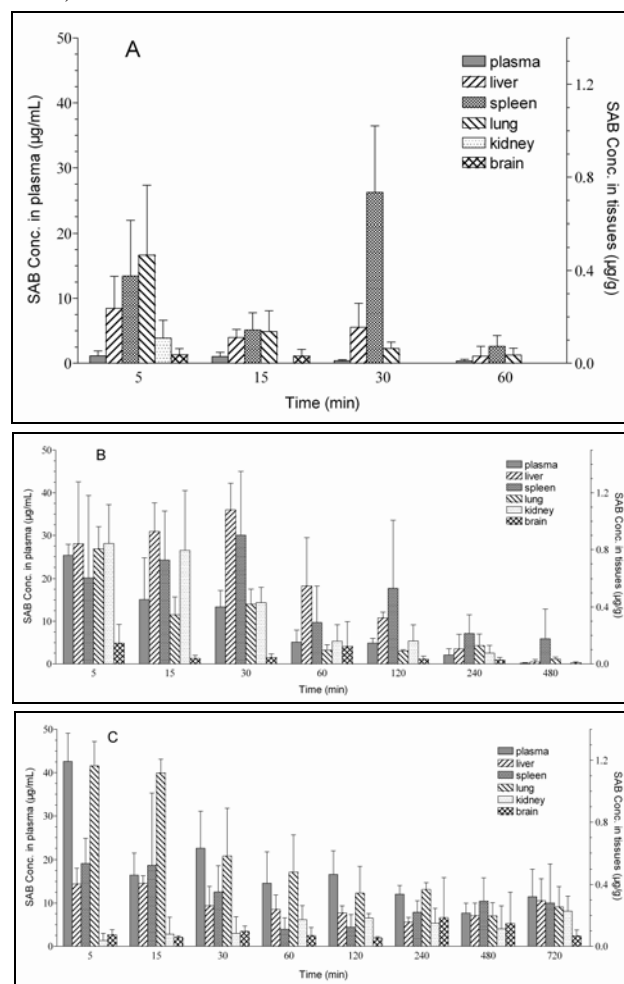 A
50
40
30
20
10
0
SAB Conc. in plasma (µg/mL)
plasma
liver
spleen
lung
kidney
brain
1.2
0.8
0.4
0.0
SAB Conc. in tissues (µg/g)
5 15 30 60
Time (min)
B
50
40
30
20
10
0
SAB Conc. in plasma (µg/mL)
plasma
liver
spleen
lung
kidney
brain
1.2
0.8
0.4
0.0
SAB Conc. in tissues (µg/g)
5 15 30 60 120 240 480
Time (min)
C
50
40
30
20
10
0
SAB Conc. in plasma (µg/mL)
plasma
liver
spleen
lung
kidney
brain
1.2
0.8
0.4
0.0
SAB Conc. in tissues (µg/g)
5 15 30 60 120 240 480 720
Time (min)